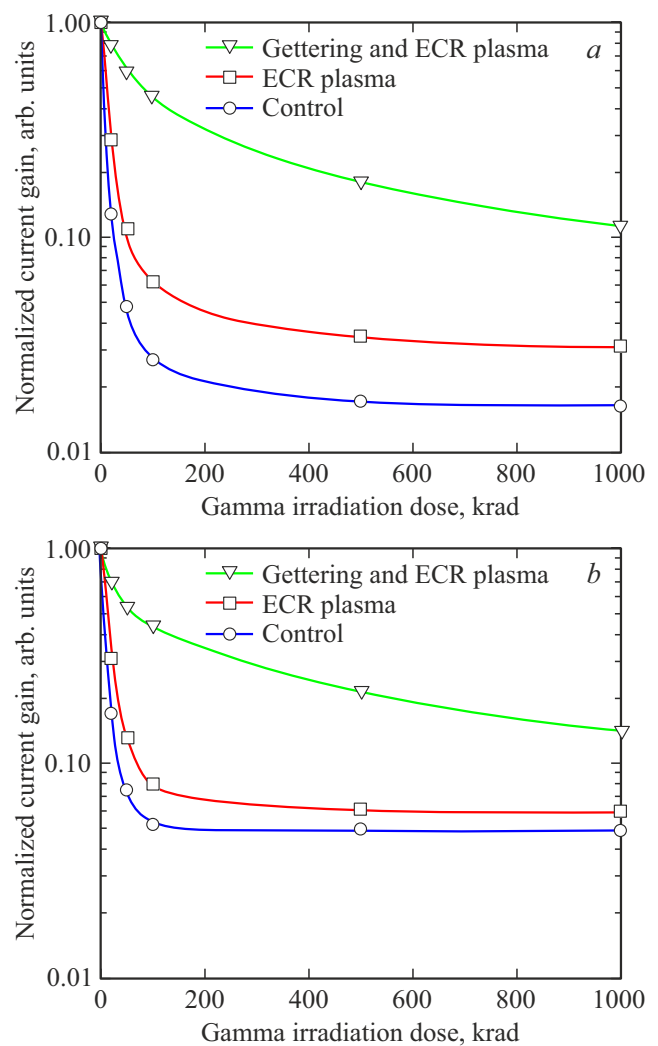 Normalized current gain, arb. units
1.00
0.10
0.01
Gettering and ECR plasma
ECR plasma
Control
a
0 200 400 600 800 1000
Gamma irradiation dose, krad
Normalized current gain, arb. units
1.00
0.10
0.01
Gettering and ECR plasma
ECR plasma
Control
b
0 200 400 600 800 1000
Gamma irradiation dose, krad